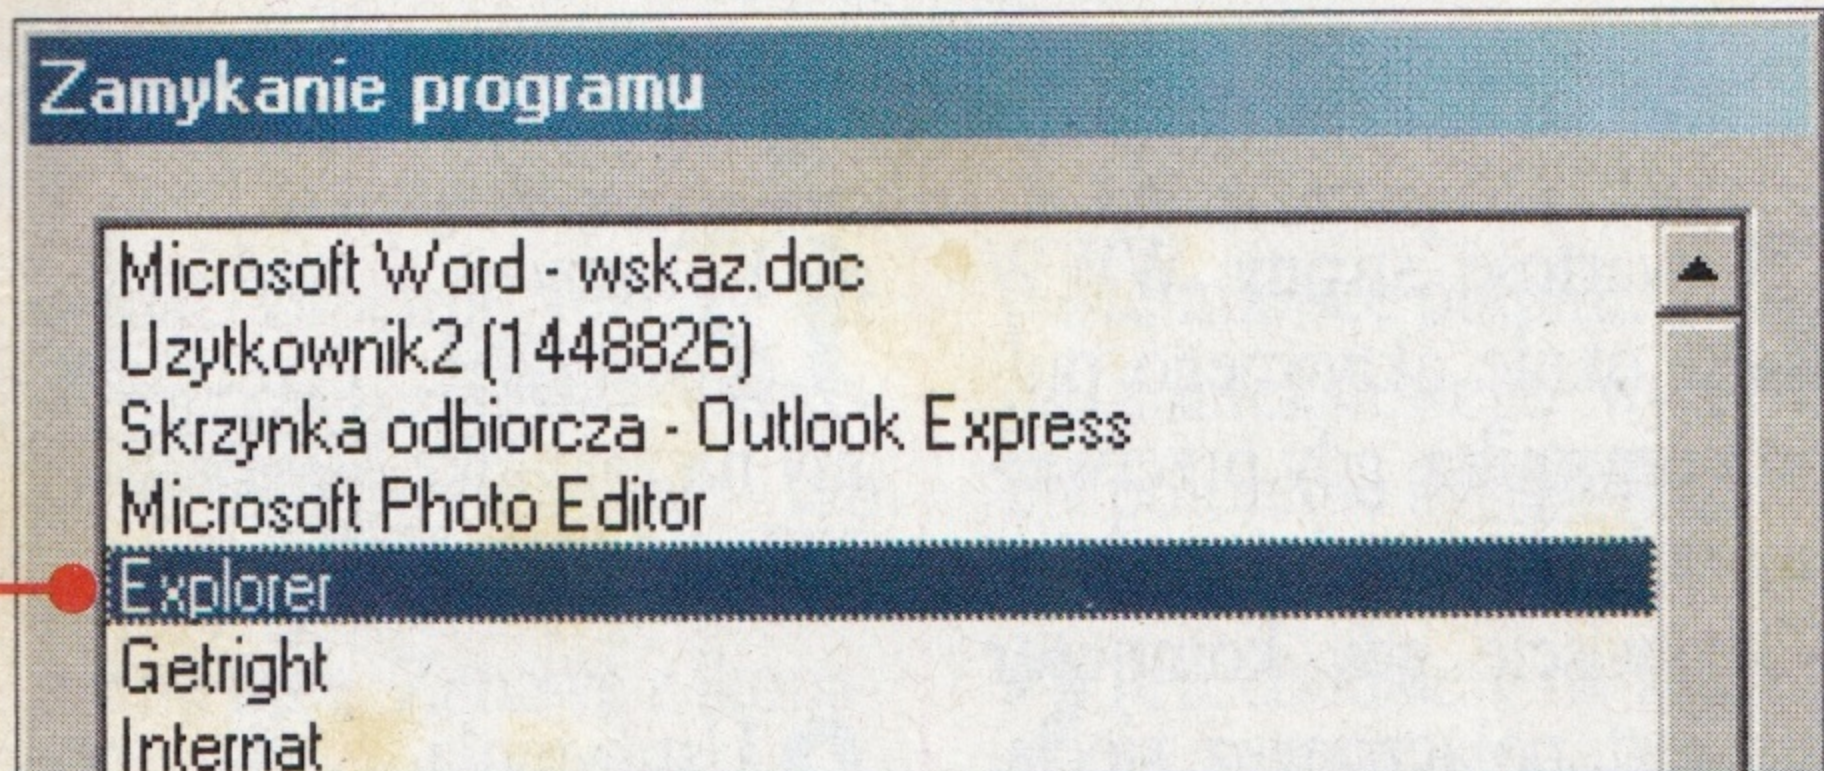 Zamykanie programu
Microsoft Word - wskaz.doc
Uzytkownik2 (1448826)
Skrzynka odbiorcza - Outlook Express
Microsoft Photo Editor
Explorer
Getright
Internat